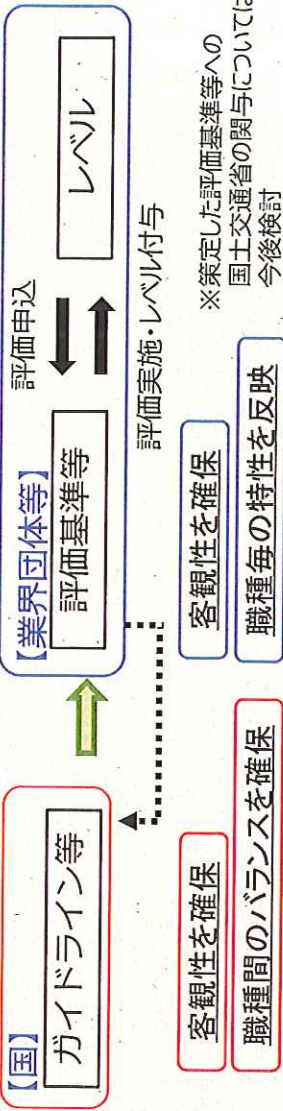 【国】
ガイドライン等
【業界団体等】
評価基準等
評価申込
レベル
評価実施・レベル付与
客観性を確保
職種間のバランスを確保
客観性を確保
職種毎の特性を反映
※策定した評価基準等への
国土交通省の関与については
今後検討